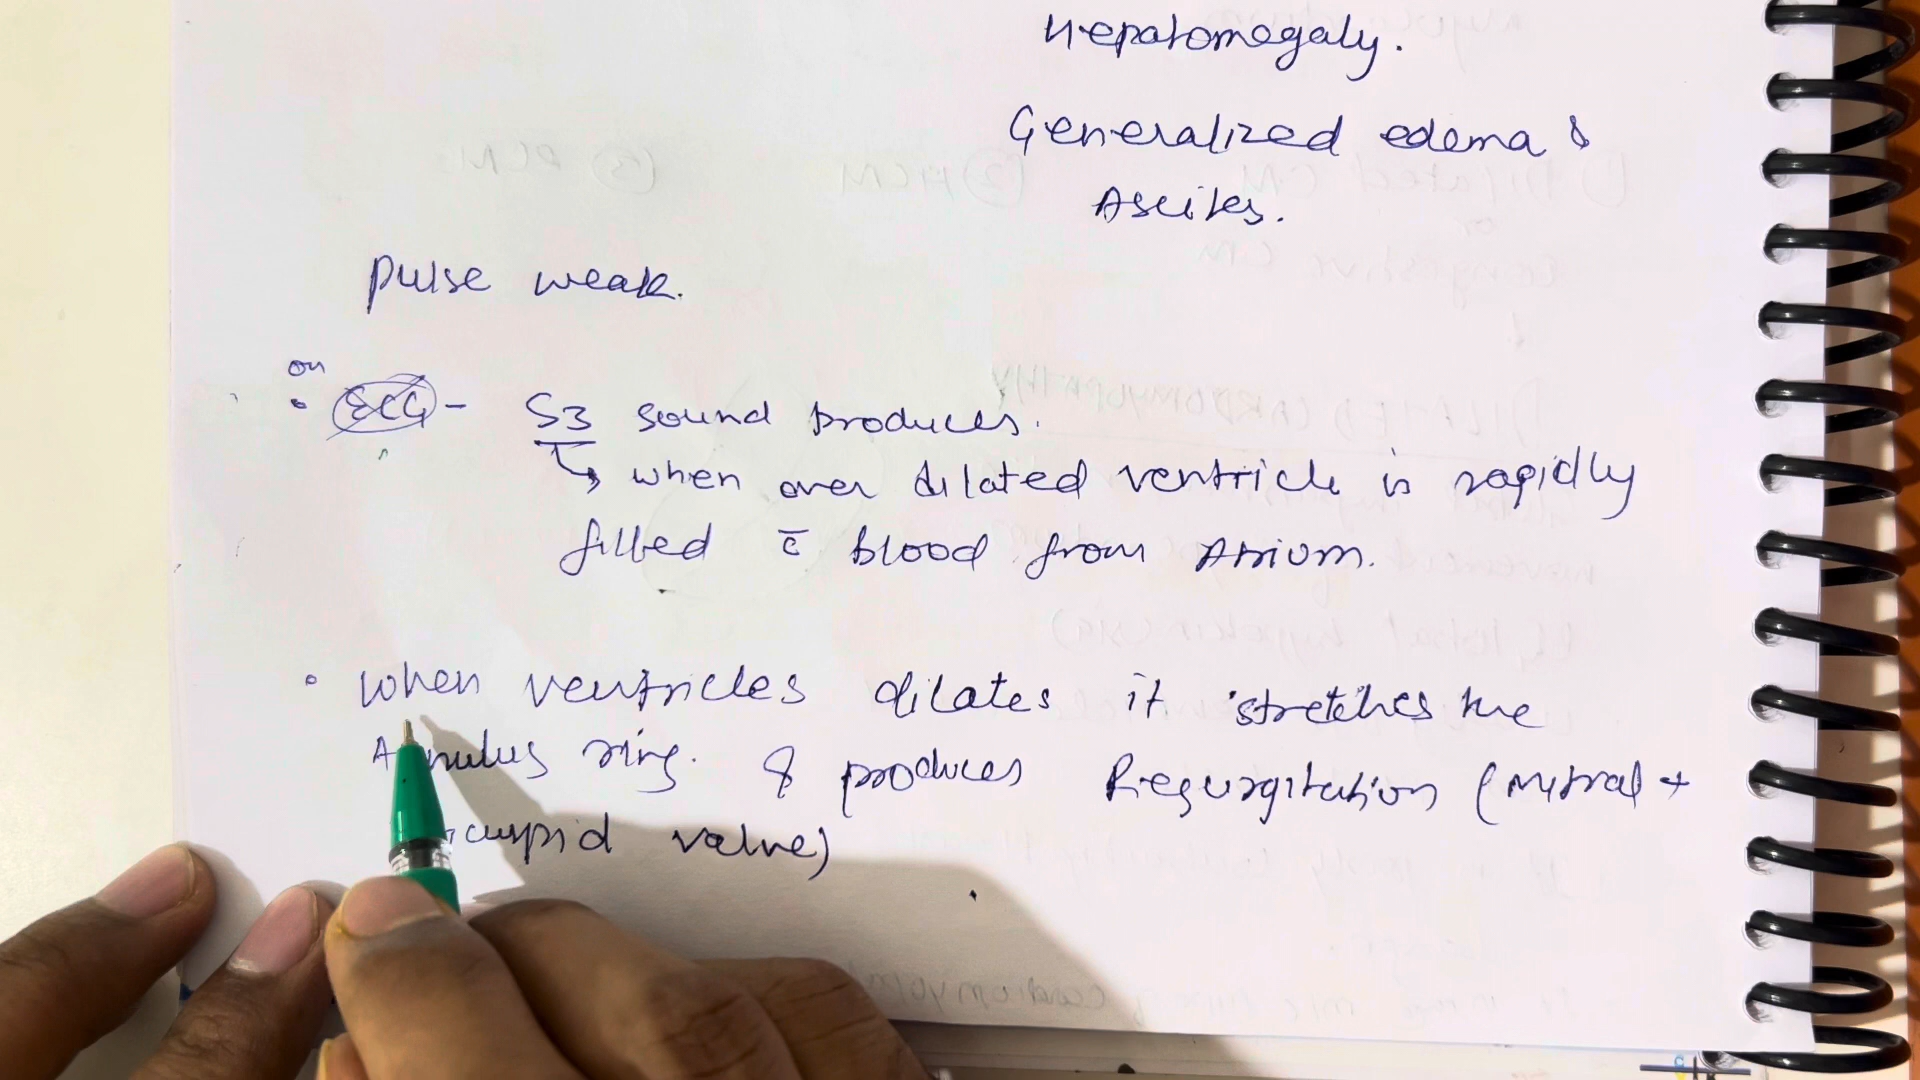 Hepatomegaly.
Generalized edema &
Ascites.
Pulse weak.
on
• ECG - S3 sound produces.
↳ when over dilated ventricle is rapidly
filled c̅ blood from Atrium.
• When ventricles dilates it stretches the
Annulus ring. & produces Regurgitation (mitral +
valve)